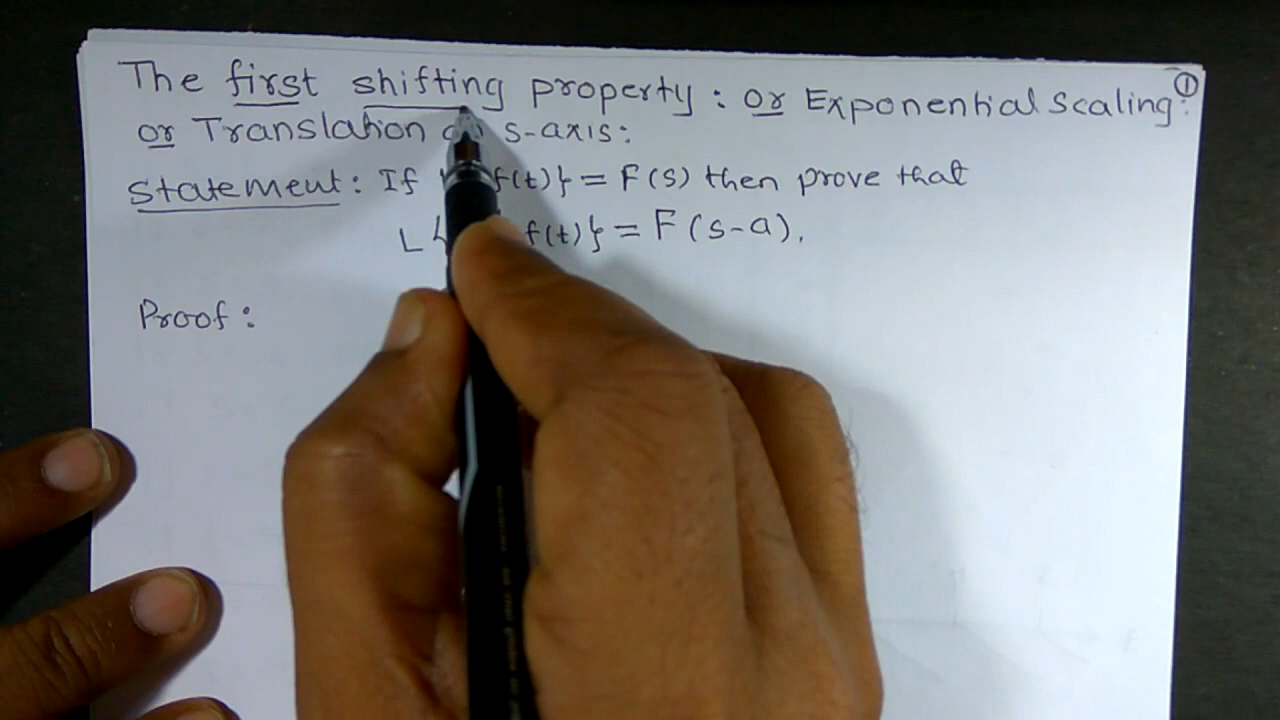 The first shifting property : or Exponential Scaling : ①
or Translation s-axis :
Statement : If f(t)} = F(s) then prove that
L{ f(t)} = F(s-a).
Proof :